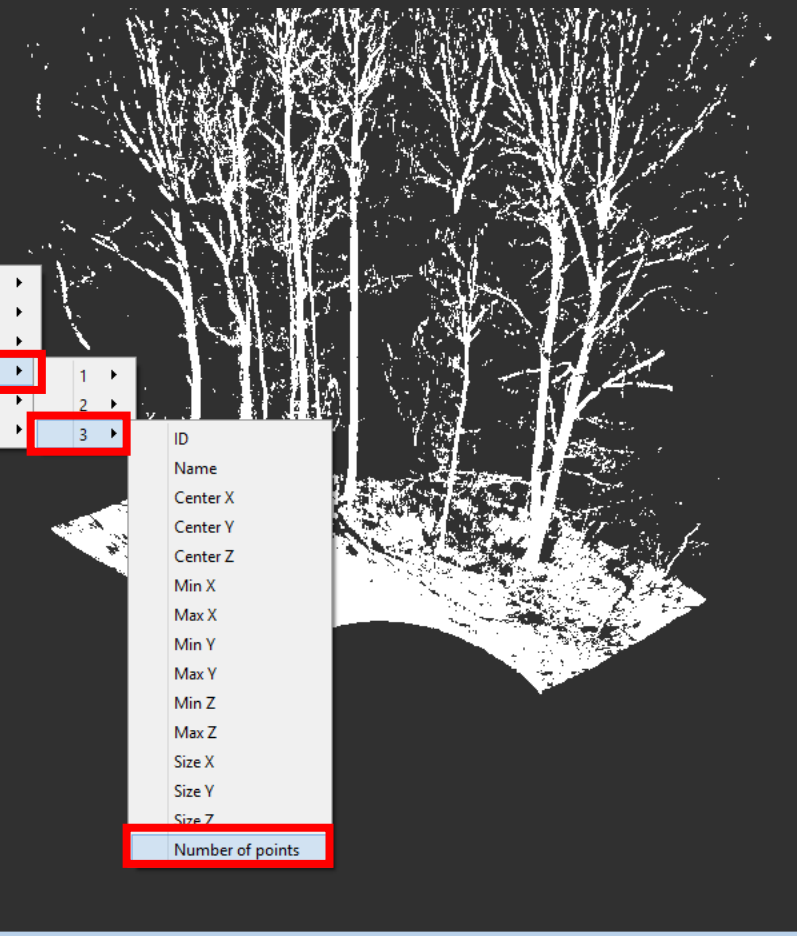 1
2
3
ID
Name
Center X
Center Y
Center Z
Min X
Max X
Min Y
Max Y
Min Z
Max Z
Size X
Size Y
Size Z
Number of points